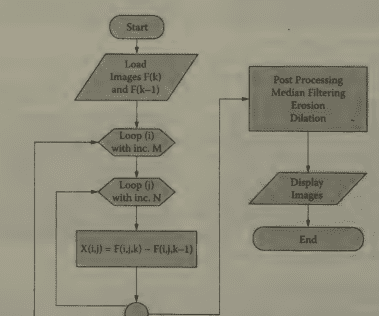 Start
Load
Images F(k)
and F(k−1)
Loop (i)
with inc. M
Loop (j)
with inc. N
X(i,j) = F(i,j,k) − F(i,j,k−1)
Post Processing
Median Filtering
Erosion
Dilation
Display
Images
End